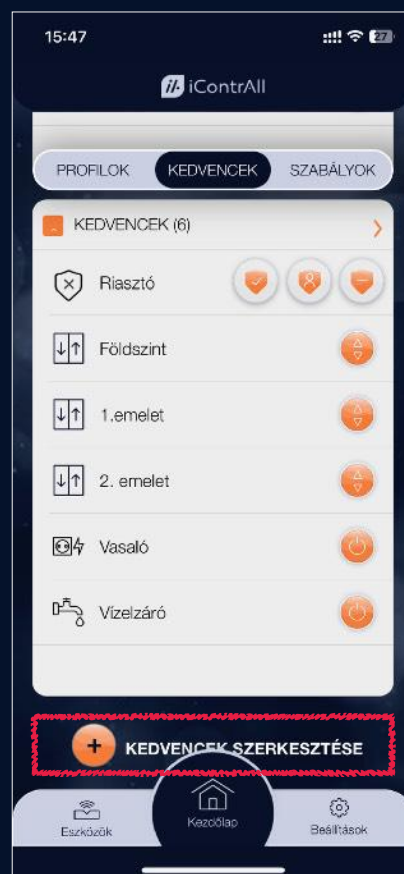 15:47
27
iContrAll
PROFILOK KEDVENCEK SZABÁLYOK
KEDVENCEK (6)
Riasztó
Földszint
1.emelet
2. emelet
Vasaló
Vízelzáró
+ KEDVENCEK SZERKESZTÉSE
Eszközök Kezdőlap Beállítások